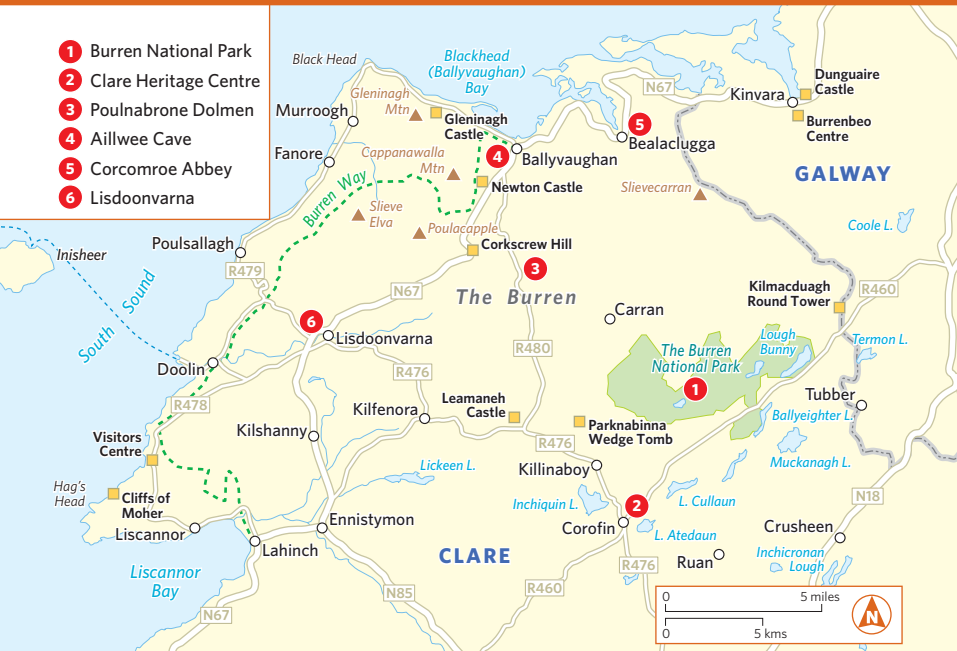 1 Burren National Park
2 Clare Heritage Centre
3 Poulnabrone Dolmen
4 Aillwee Cave
5 Corcomroe Abbey
6 Lisdoonvarna
Black Head
Blackhead
(Ballyvaughan)
Bay
Gleninagh
Mtn
Murroogh
Gleninagh
Castle
N67
Kinvara
Dunguaire
Castle
Burrenbeo
Centre
5
Bealaclugga
Fanore
Cappanawalla
Mtn
4
Ballyvaughan
GALWAY
Newton Castle
Slievecarran
Burren Way
Slieve
Elva
Poulacapple
Coole L.
Poulsallagh
Corkscrew Hill
Inisheer
R479
3
South Sound
N67
The Burren
Kilmacduagh
Round Tower
R460
6
Lisdoonvarna
Carran
Lough
Bunny
Termon L.
The Burren
National Park
1
R480
Doolin
R476
Tubber
R478
Leamaneh
Castle
Kilfenora
Ballyeighter L.
Parknabinna
Wedge Tomb
Kilshanny
Visitors
Centre
R476
Muckanagh L.
Lickeen L.
Killinaboy
Hag's
Head
Cliffs of
Moher
Inchiquin L.
2
L. Cullaun
N18
Liscannor
Ennistymon
Corofin
L. Atedaun
Crusheen
Lahinch
CLARE
Ruan
Inchicronan
Lough
R476
Liscannor
Bay
R460
N85
N67
0 5 miles
0 5 kms
N